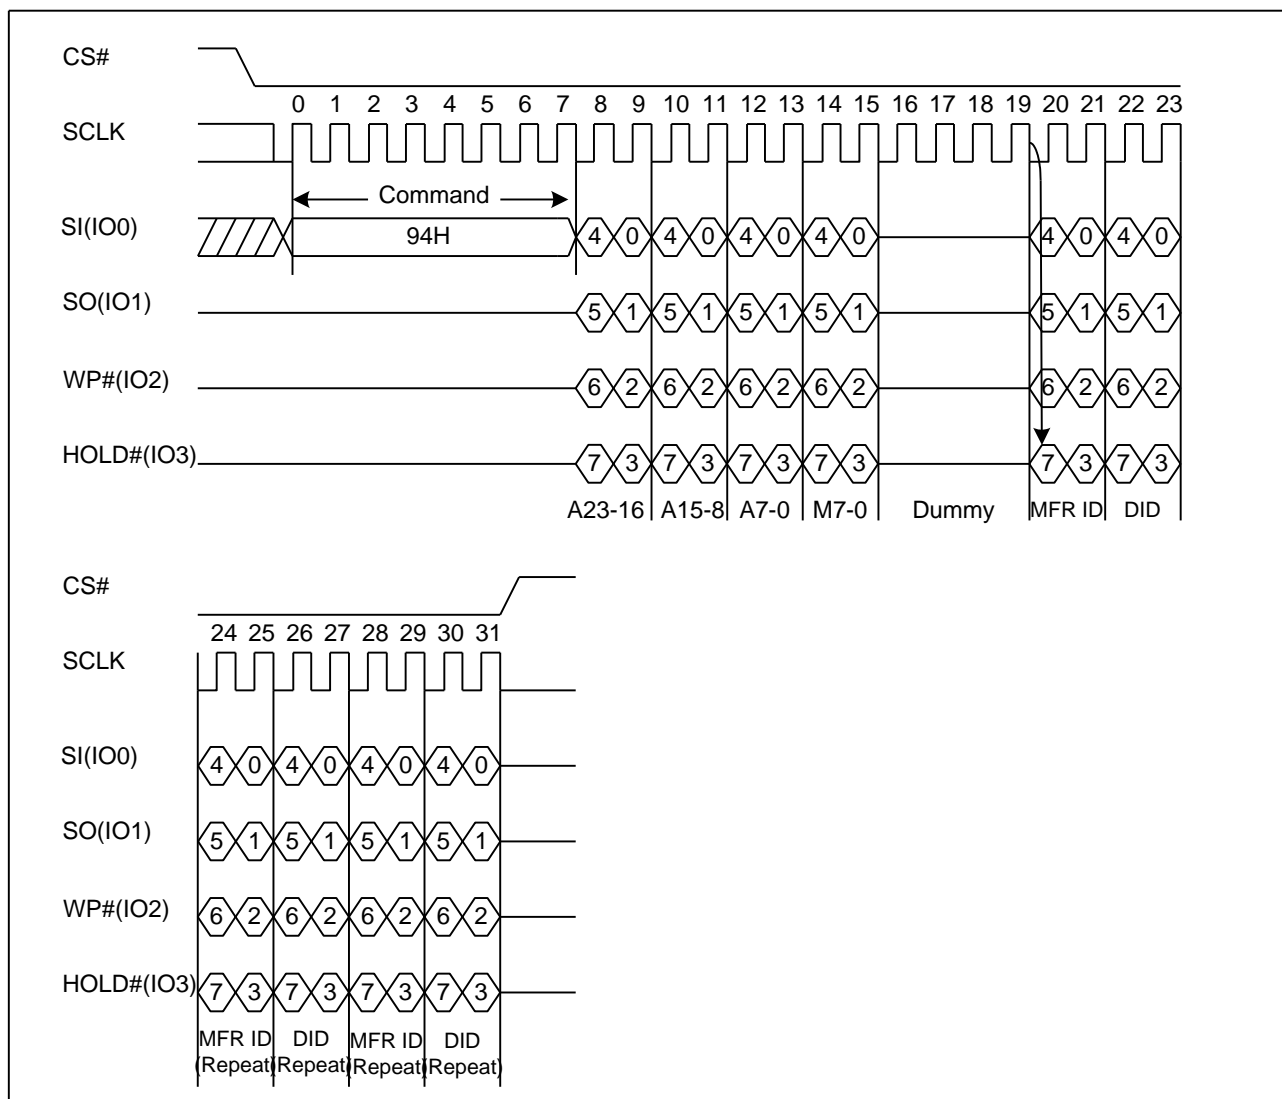 CS#
0 1 2 3 4 5 6 7 8 9 10 11 12 13 14 15 16 17 18 19 20 21 22 23
SCLK
Command
SI(IO0) 94H 4 0 4 0 4 0 4 0 4 0 4 0
SO(IO1) 5 1 5 1 5 1 5 1 5 1 5 1
WP#(IO2) 6 2 6 2 6 2 6 2 6 2 6 2
HOLD#(IO3) 7 3 7 3 7 3 7 3 7 3 7 3
A23-16 A15-8 A7-0 M7-0 Dummy MFR ID DID
CS#
24 25 26 27 28 29 30 31
SCLK
SI(IO0) 4 0 4 0 4 0 4 0
SO(IO1) 5 1 5 1 5 1 5 1
WP#(IO2) 6 2 6 2 6 2 6 2
HOLD#(IO3) 7 3 7 3 7 3 7 3
MFR ID DID MFR ID DID
(Repeat) (Repeat) (Repeat) (Repeat)